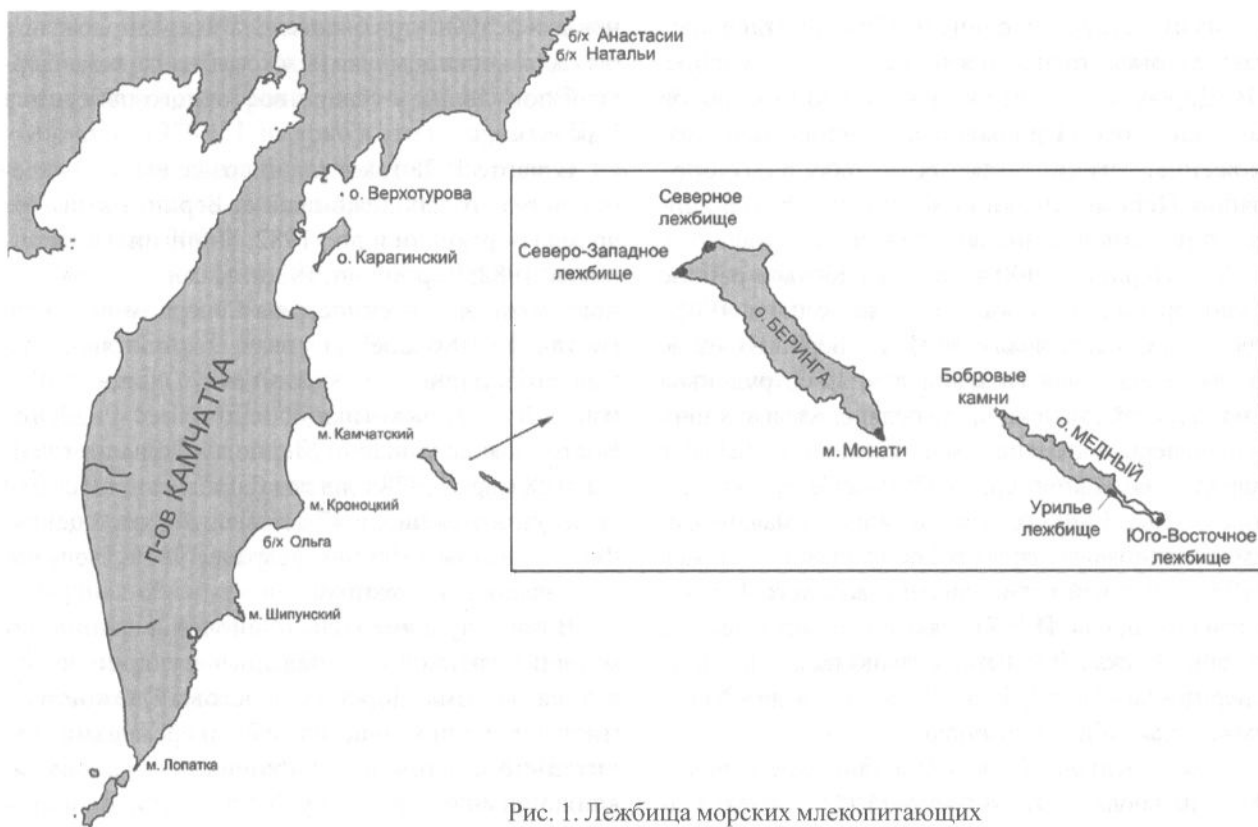 б/х Анастасии
б/х Натальи
о. Верхотурова
о. Карагинский
П-ОВ КАМЧАТКА
м. Камчатский
м. Кроноцкий
б/х Ольга
м. Шипунский
м. Лопатка
Северное
лежбище
Северо-Западное
лежбище
о. БЕРИНГА
м. Монати
Бобровые
камни
о. МЕДНЫЙ
Урилье
лежбище
Юго-Восточное
лежбище
Рис. 1. Лежбища морских млекопитающих